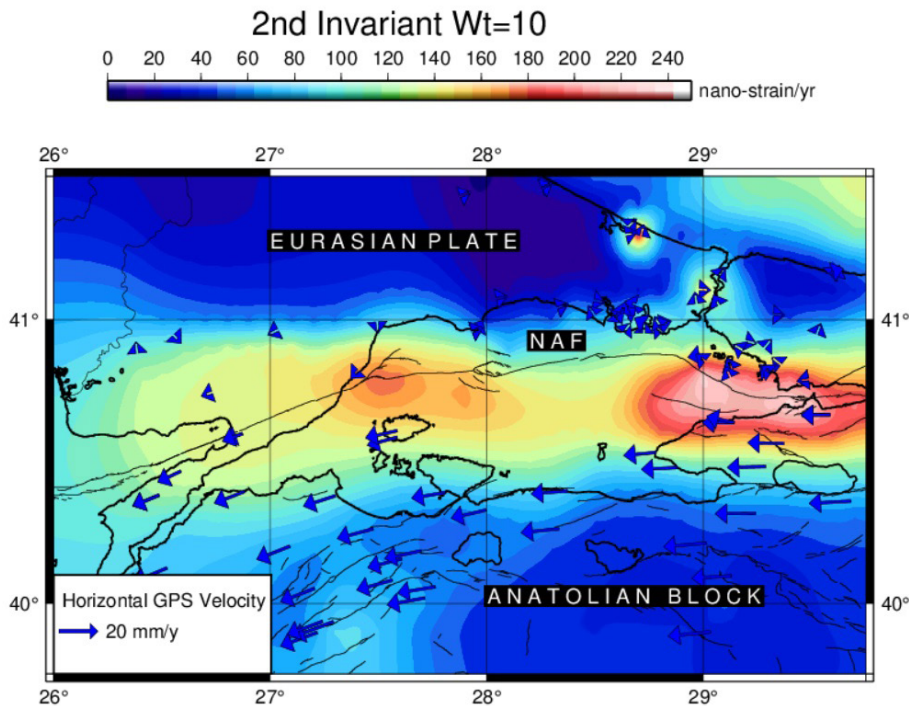 2nd Invariant Wt=10
0 20 40 60 80 100 120 140 160 180 200 220 240
nano-strain/yr
26° 27° 28° 29°
EURASIAN PLATE
41° 41°
NAF
40° 40°
ANATOLIAN BLOCK
Horizontal GPS Velocity
20 mm/y
26° 27° 28° 29°